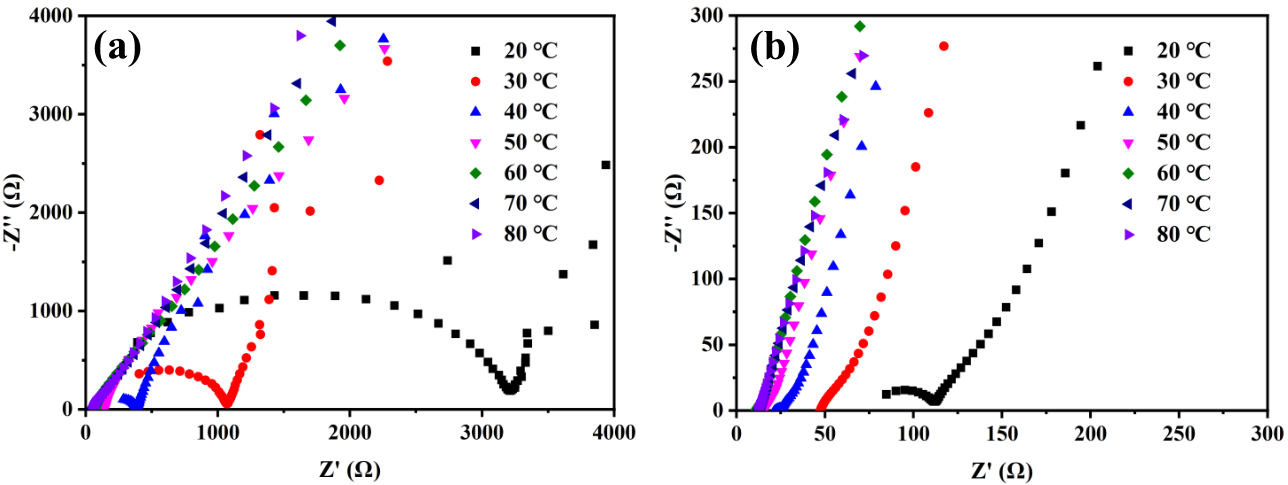 (a)
4000
3000
2000
1000
0
0 1000 2000 3000 4000
-Z'' (Ω)
Z' (Ω)
20 °C
30 °C
40 °C
50 °C
60 °C
70 °C
80 °C
(b)
300
250
200
150
100
50
0
0 50 100 150 200 250 300
-Z'' (Ω)
Z' (Ω)
20 °C
30 °C
40 °C
50 °C
60 °C
70 °C
80 °C